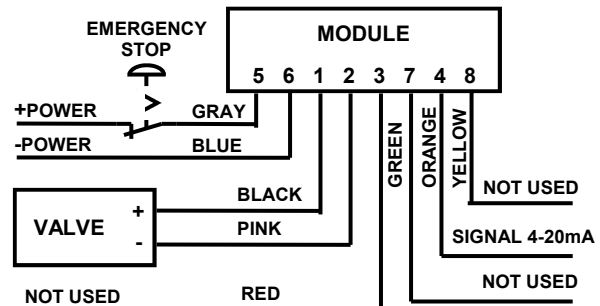 EMERGENCY
STOP
MODULE
5 6 1 2 3 7 4 8
+POWER
GRAY
-POWER
BLUE
GREEN
ORANGE
YELLOW
BLACK
NOT USED
VALVE
+
-
PINK
SIGNAL 4-20mA
NOT USED
RED
NOT USED